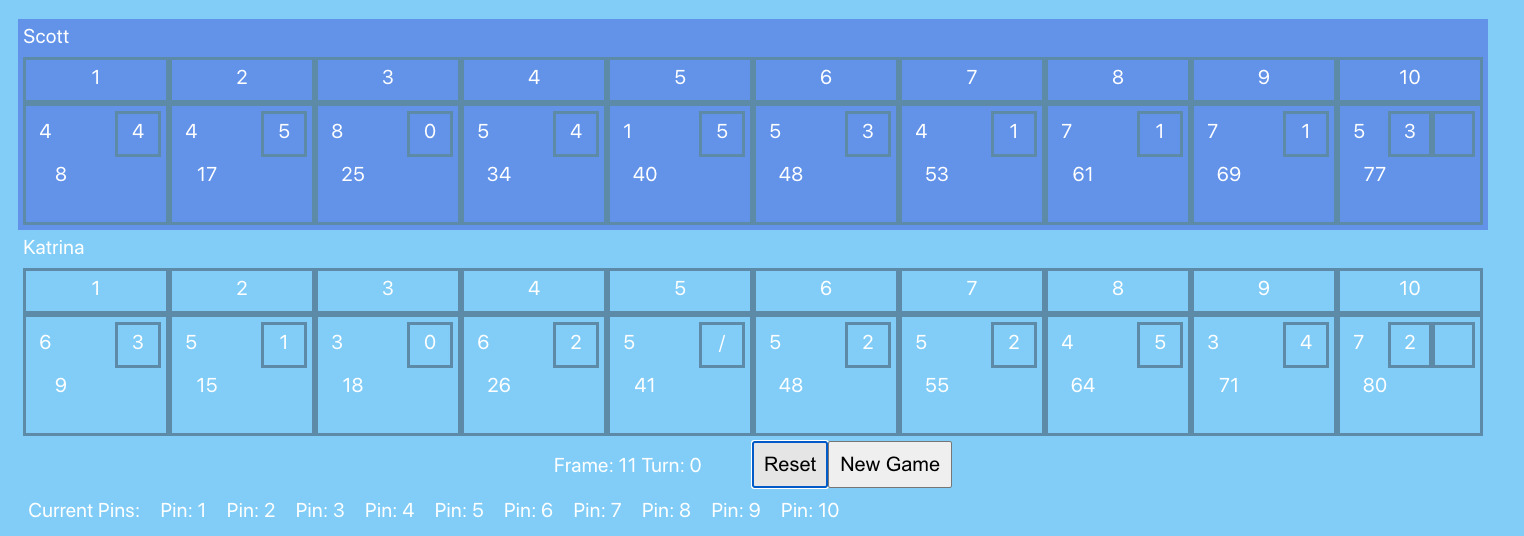 Scott
1 2 3 4 5 6 7 8 9 10
4 4 4 5 8 0 5 4 1 5 5 3 4 1 7 1 7 1 5 3
8 17 25 34 40 48 53 61 69 77
Katrina
1 2 3 4 5 6 7 8 9 10
6 3 5 1 3 0 6 2 5 / 5 2 5 2 4 5 3 4 7 2
9 15 18 26 41 48 55 64 71 80
Frame: 11 Turn: 0 Reset New Game
Current Pins: Pin: 1 Pin: 2 Pin: 3 Pin: 4 Pin: 5 Pin: 6 Pin: 7 Pin: 8 Pin: 9 Pin: 10